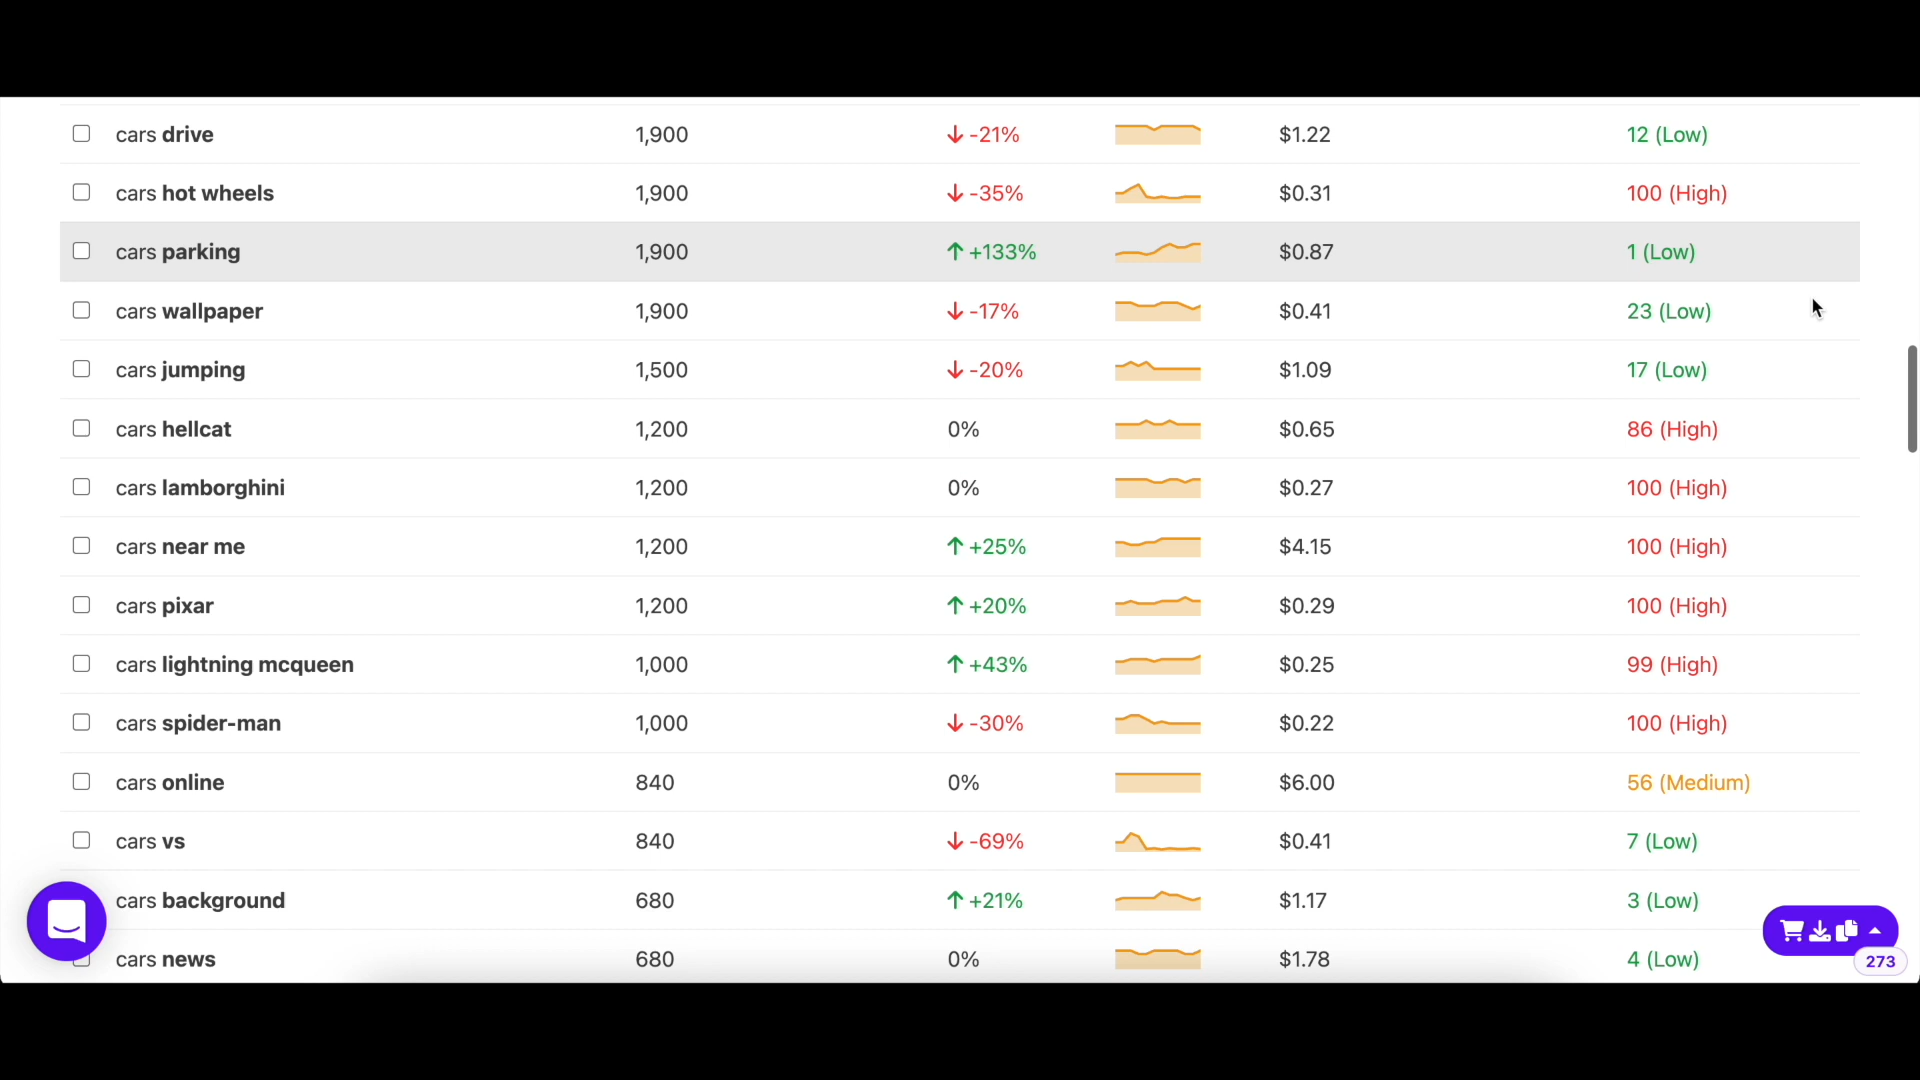 cars drive 1,900 ↓ -21% $1.22 12 (Low)
cars hot wheels 1,900 ↓ -35% $0.31 100 (High)
cars parking 1,900 ↑ +133% $0.87 1 (Low)
cars wallpaper 1,900 ↓ -17% $0.41 23 (Low)
cars jumping 1,500 ↓ -20% $1.09 17 (Low)
cars hellcat 1,200 0% $0.65 86 (High)
cars lamborghini 1,200 0% $0.27 100 (High)
cars near me 1,200 ↑ +25% $4.15 100 (High)
cars pixar 1,200 ↑ +20% $0.29 100 (High)
cars lightning mcqueen 1,000 ↑ +43% $0.25 99 (High)
cars spider-man 1,000 ↓ -30% $0.22 100 (High)
cars online 840 0% $6.00 56 (Medium)
cars vs 840 ↓ -69% $0.41 7 (Low)
cars background 680 ↑ +21% $1.17 3 (Low)
cars news 680 0% $1.78 4 (Low)
273